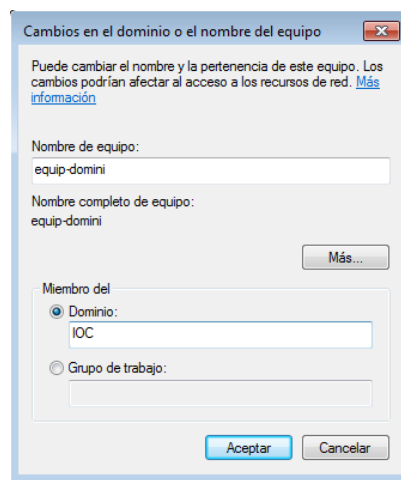 Cambios en el dominio o el nombre del equipo
Puede cambiar el nombre y la pertenencia de este equipo. Los
cambios podrían afectar al acceso a los recursos de red. Más
información
Nombre de equipo:
equip-domini
Nombre completo de equipo:
equip-domini
Más...
Miembro del
Dominio:
IOC
Grupo de trabajo:
Aceptar Cancelar